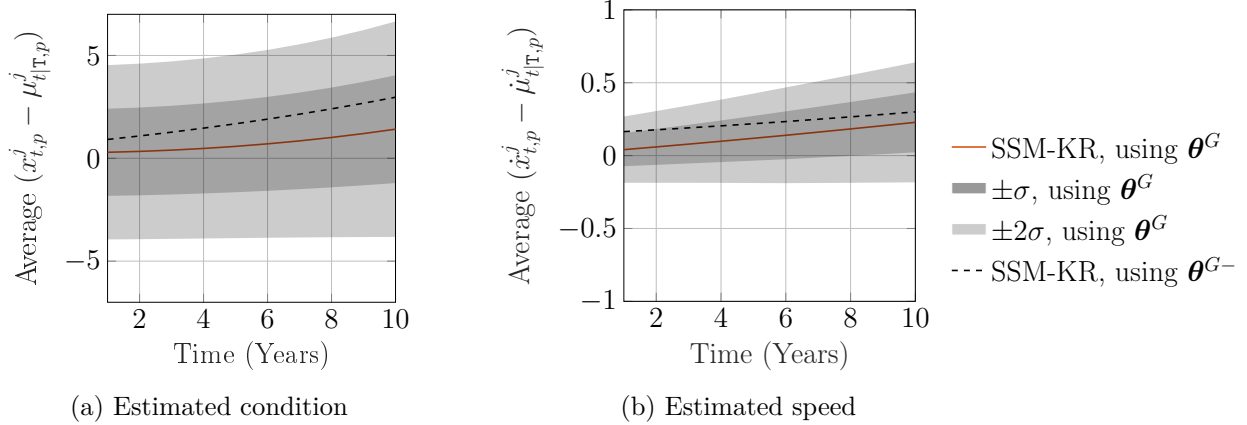 Average (x^j_{t,p} − μ^j_{t|T,p})
5
0
−5
2 4 6 8 10
Time (Years)
(a) Estimated condition
Average (ẋ^j_{t,p} − μ̇^j_{t|T,p})
1
0.5
0
−0.5
−1
2 4 6 8 10
Time (Years)
(b) Estimated speed
SSM-KR, using θ^G
±σ, using θ^G
±2σ, using θ^G
SSM-KR, using θ^{G−}